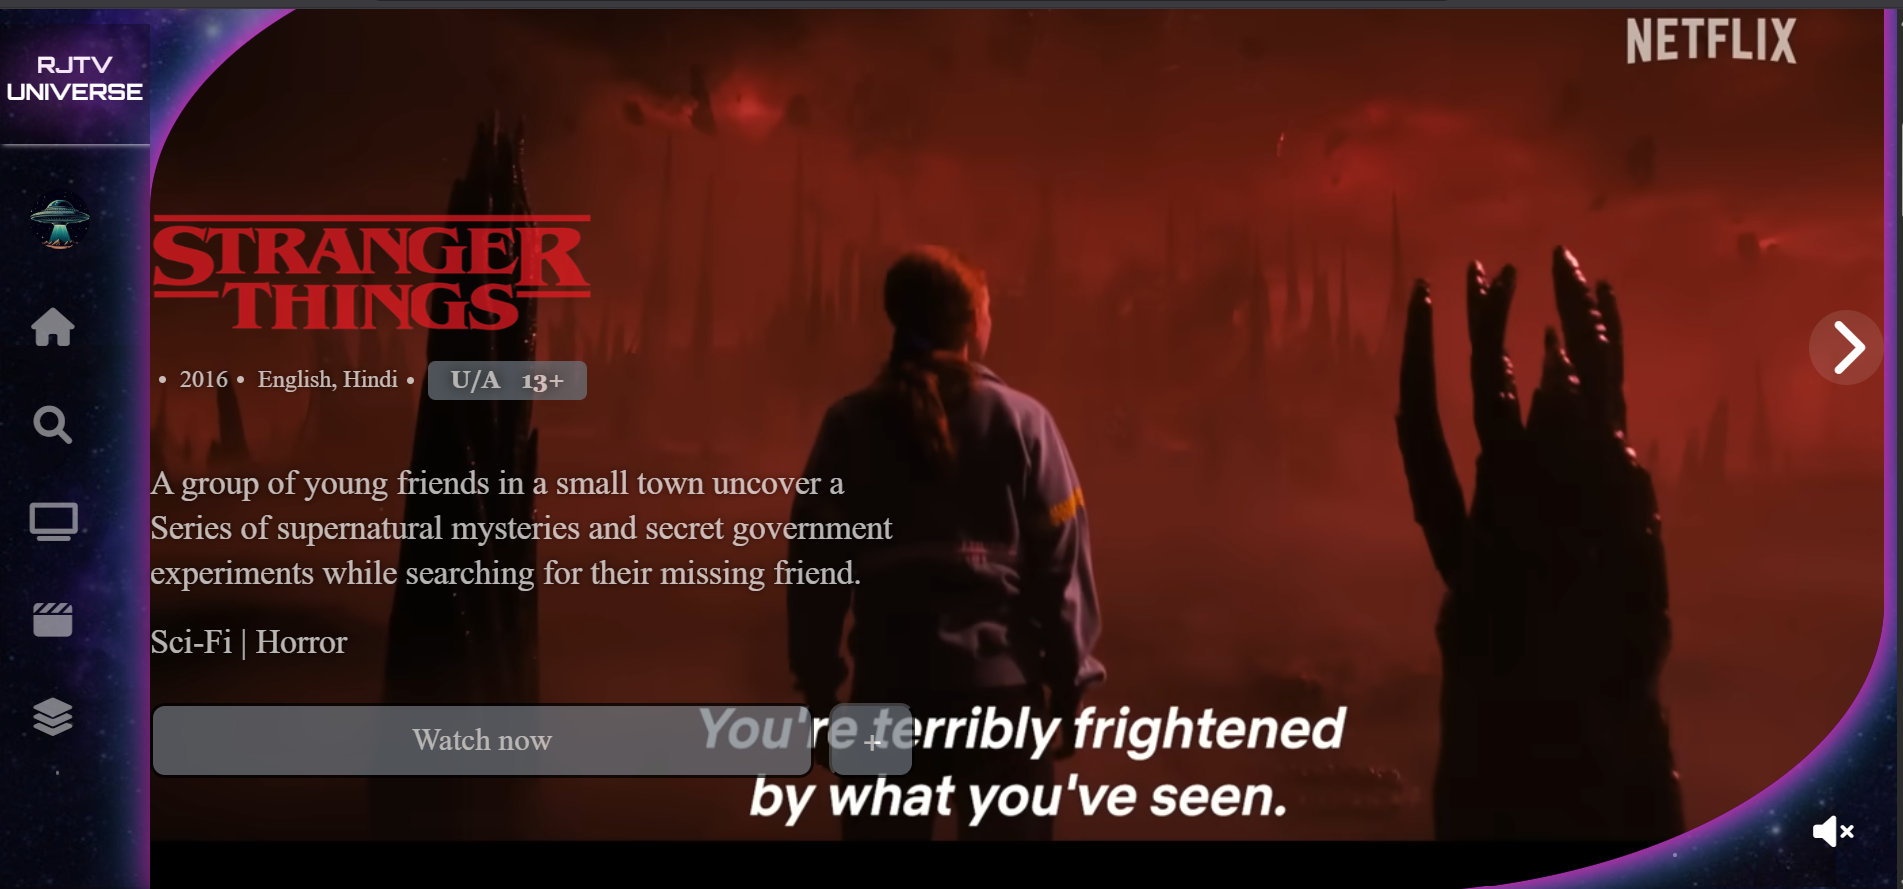 NETFLIX
RJTV
UNIVERSE
STRANGER
THINGS
• 2016 • English, Hindi • U/A 13+
A group of young friends in a small town uncover a
Series of supernatural mysteries and secret government
experiments while searching for their missing friend.
Sci-Fi | Horror
Watch now +
You're terribly frightened
by what you've seen.